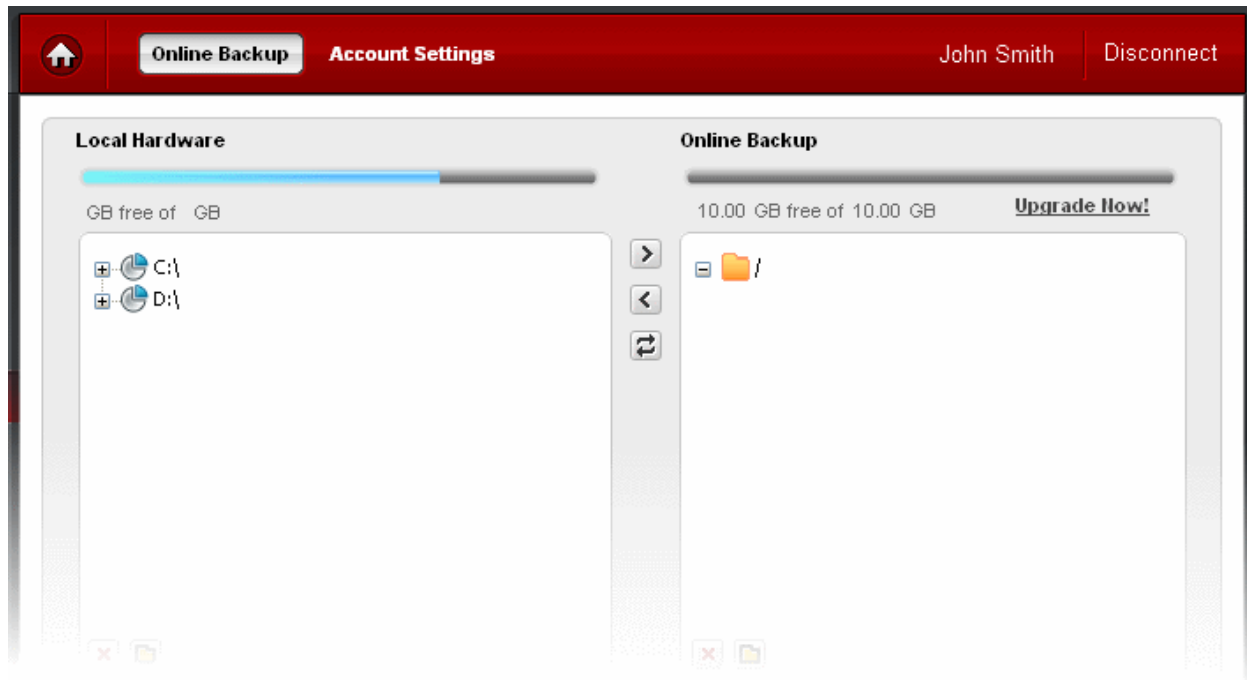 Online Backup
Account Settings
John Smith
Disconnect
Local Hardware
GB free of GB
C:\
D:\
Online Backup
10.00 GB free of 10.00 GB
Upgrade Now!
/